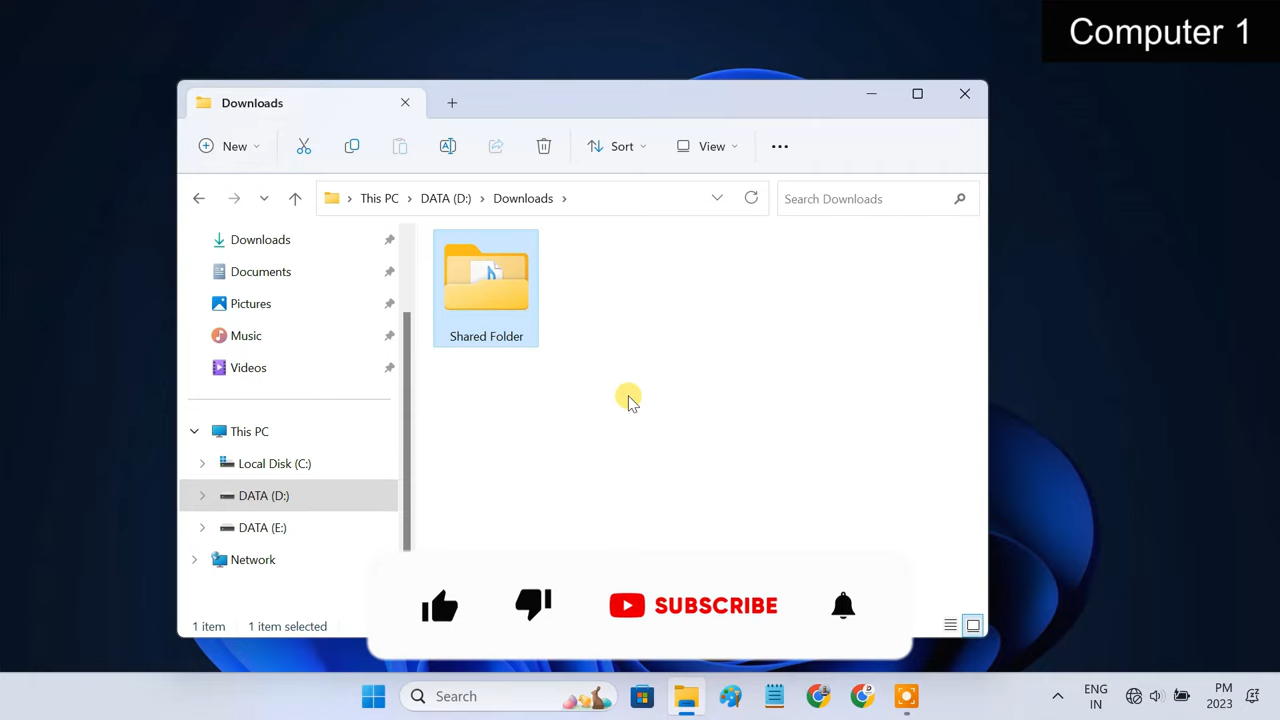 Computer 1
Downloads
New
Sort
View
This PC
DATA (D:)
Downloads
Search Downloads
Downloads
Documents
Pictures
Music
Videos
This PC
Local Disk (C:)
DATA (D:)
DATA (E:)
Network
Shared Folder
SUBSCRIBE
1 item
1 item selected
Search
ENG
IN
PM
2023